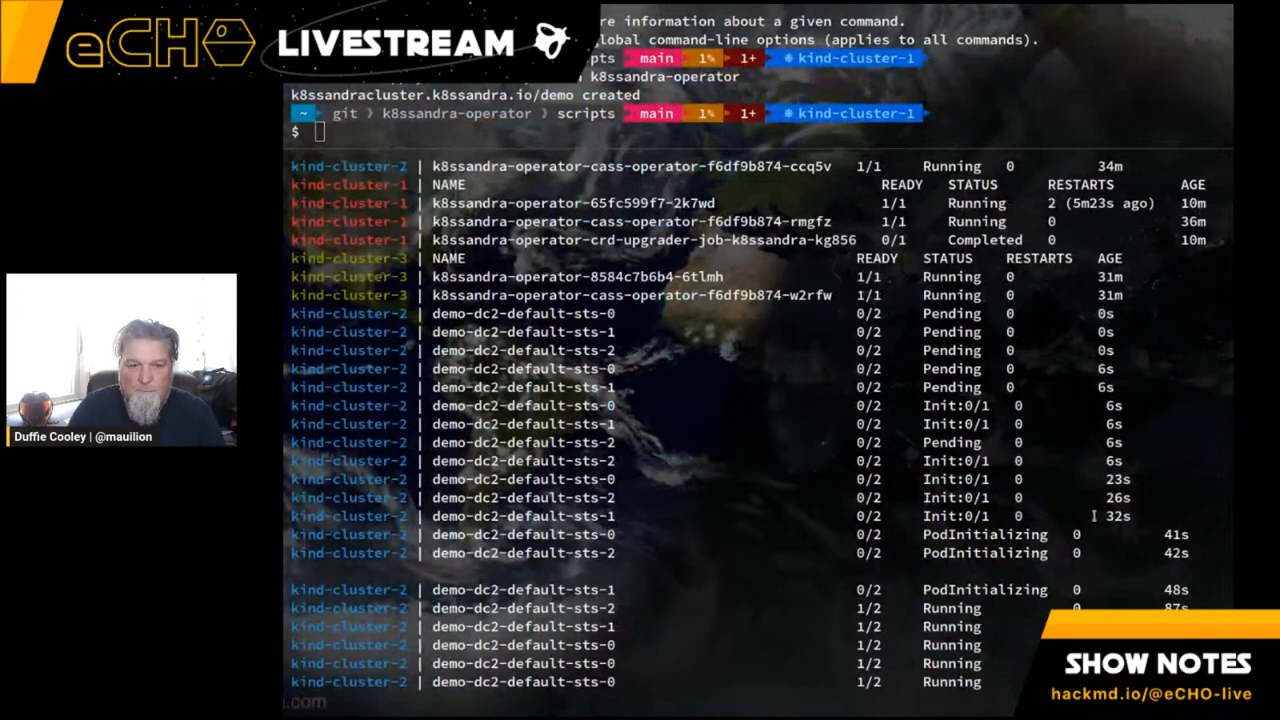 eCHO LIVESTREAM
re information about a given command.
lobal command-line options (applies to all commands).
pts main 1% 1+ ⎈ kind-cluster-1
k8ssandra-operator
k8ssandracluster.k8ssandra.io/demo created
~ git 〉 k8ssandra-operator 〉 scripts main 1% 1+ ⎈ kind-cluster-1
$
kind-cluster-2 | k8ssandra-operator-cass-operator-f6df9b874-ccq5v 1/1 Running 0 34m
kind-cluster-1 | NAME READY STATUS RESTARTS AGE
kind-cluster-1 | k8ssandra-operator-65fc599f7-2k7wd 1/1 Running 2 (5m23s ago) 10m
kind-cluster-1 | k8ssandra-operator-cass-operator-f6df9b874-rmgfz 1/1 Running 0 36m
kind-cluster-1 | k8ssandra-operator-crd-upgrader-job-k8ssandra-kg856 0/1 Completed 0 10m
kind-cluster-3 | NAME READY STATUS RESTARTS AGE
kind-cluster-3 | k8ssandra-operator-8584c7b6b4-6tlmh 1/1 Running 0 31m
kind-cluster-3 | k8ssandra-operator-cass-operator-f6df9b874-w2rfw 1/1 Running 0 31m
kind-cluster-2 | demo-dc2-default-sts-0 0/2 Pending 0 0s
kind-cluster-2 | demo-dc2-default-sts-1 0/2 Pending 0 0s
kind-cluster-2 | demo-dc2-default-sts-2 0/2 Pending 0 0s
kind-cluster-2 | demo-dc2-default-sts-0 0/2 Pending 0 6s
kind-cluster-2 | demo-dc2-default-sts-1 0/2 Pending 0 6s
kind-cluster-2 | demo-dc2-default-sts-0 0/2 Init:0/1 0 6s
kind-cluster-2 | demo-dc2-default-sts-1 0/2 Init:0/1 0 6s
kind-cluster-2 | demo-dc2-default-sts-2 0/2 Pending 0 6s
kind-cluster-2 | demo-dc2-default-sts-2 0/2 Init:0/1 0 6s
kind-cluster-2 | demo-dc2-default-sts-0 0/2 Init:0/1 0 23s
kind-cluster-2 | demo-dc2-default-sts-2 0/2 Init:0/1 0 26s
kind-cluster-2 | demo-dc2-default-sts-1 0/2 Init:0/1 0 32s
kind-cluster-2 | demo-dc2-default-sts-0 0/2 PodInitializing 0 41s
kind-cluster-2 | demo-dc2-default-sts-2 0/2 PodInitializing 0 42s
kind-cluster-2 | demo-dc2-default-sts-1 0/2 PodInitializing 0 48s
kind-cluster-2 | demo-dc2-default-sts-2 1/2 Running 0 87s
kind-cluster-2 | demo-dc2-default-sts-1 1/2 Running
kind-cluster-2 | demo-dc2-default-sts-0 1/2 Running
kind-cluster-2 | demo-dc2-default-sts-0 1/2 Running
kind-cluster-2 | demo-dc2-default-sts-0 1/2 Running
.com
Duffie Cooley | @mauilion
SHOW NOTES
hackmd.io/@eCHO-live